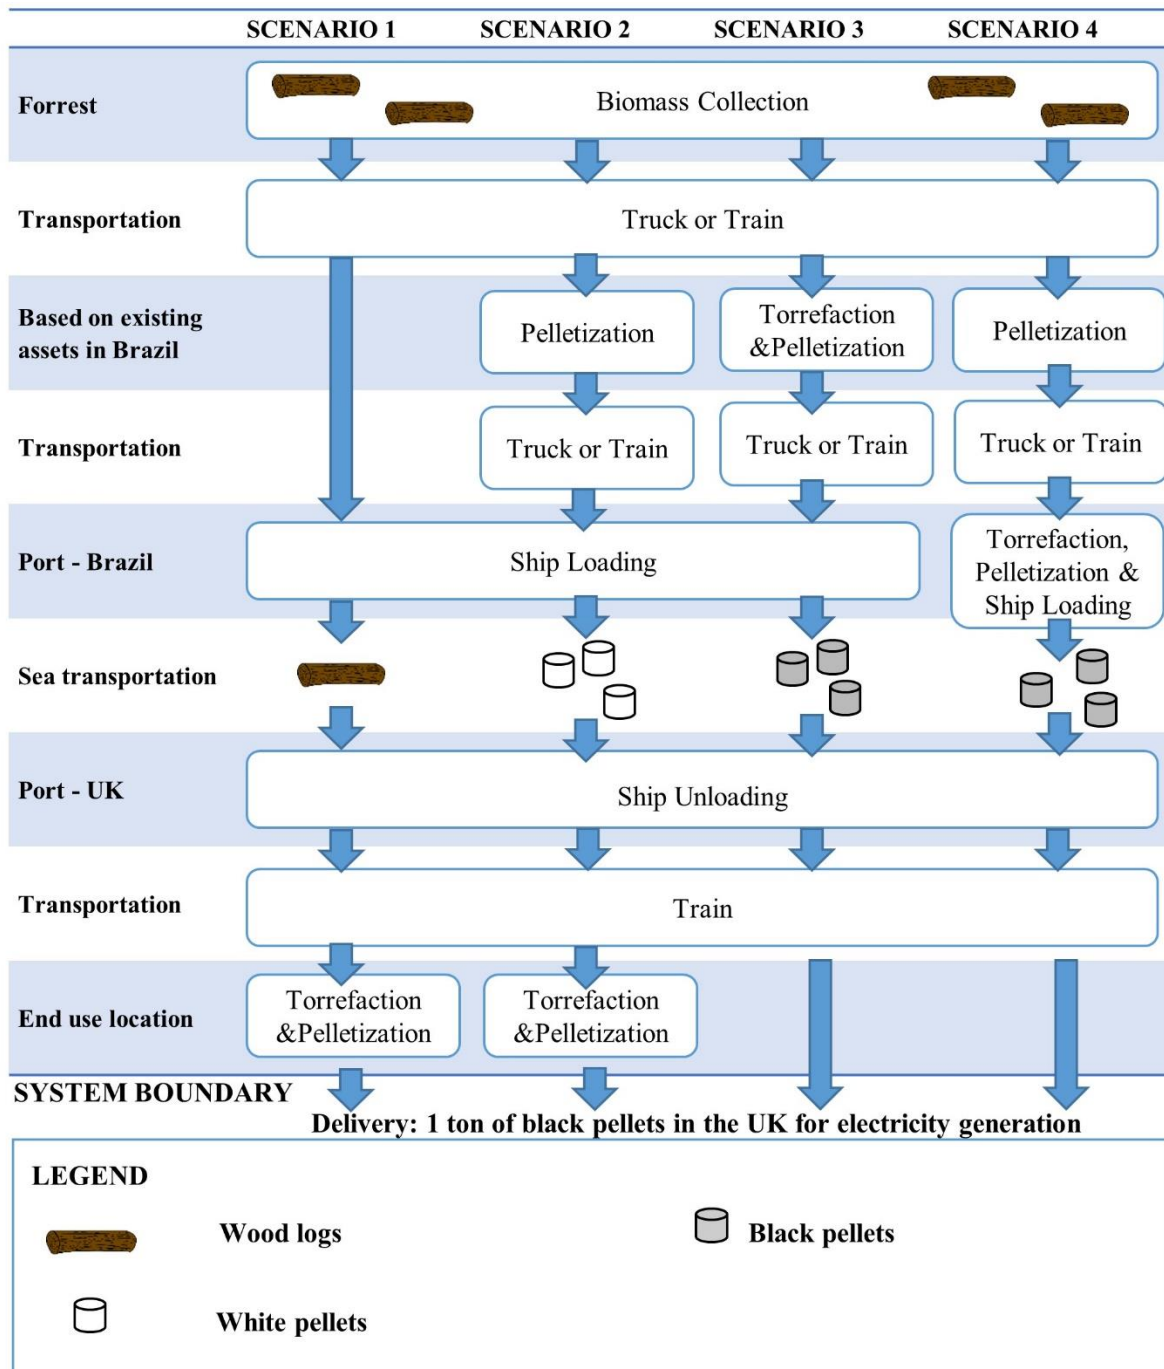 SCENARIO 1 SCENARIO 2 SCENARIO 3 SCENARIO 4
Forrest
Biomass Collection
Transportation
Truck or Train
Based on existing
assets in Brazil
Pelletization
Torrefaction
&Pelletization
Pelletization
Transportation
Truck or Train
Truck or Train
Truck or Train
Port - Brazil
Ship Loading
Torrefaction,
Pelletization &
Ship Loading
Sea transportation
Port - UK
Ship Unloading
Transportation
Train
End use location
Torrefaction
&Pelletization
Torrefaction
&Pelletization
SYSTEM BOUNDARY
Delivery: 1 ton of black pellets in the UK for electricity generation
LEGEND
Wood logs
Black pellets
White pellets